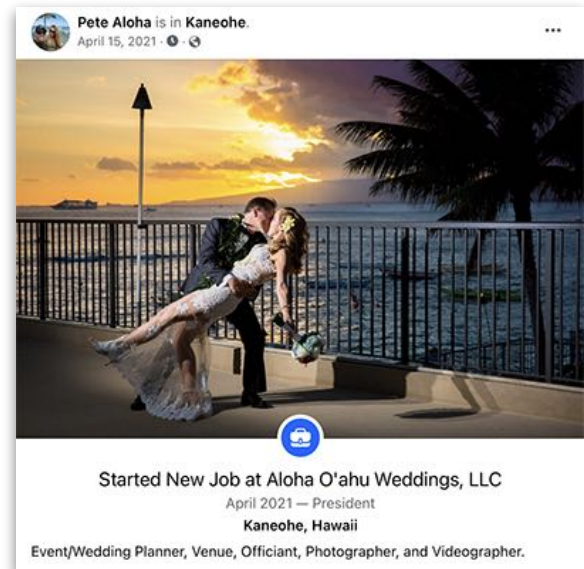 Pete Aloha is in Kaneohe.
April 15, 2021 · ·
Started New Job at Aloha O'ahu Weddings, LLC
April 2021 — President
Kaneohe, Hawaii
Event/Wedding Planner, Venue, Officiant, Photographer, and Videographer.